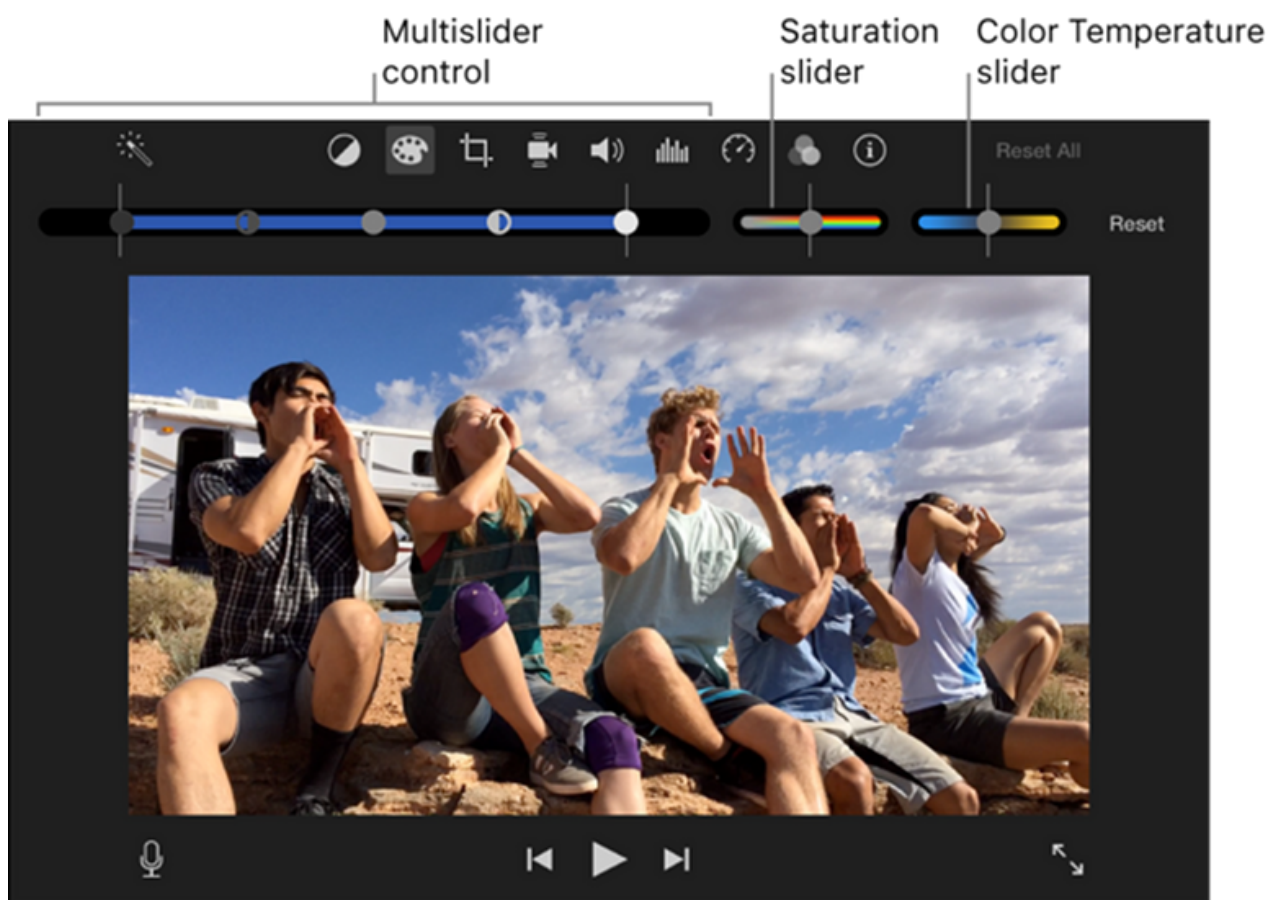 Multislider
control
Saturation
slider
Color Temperature
slider
Reset All
Reset